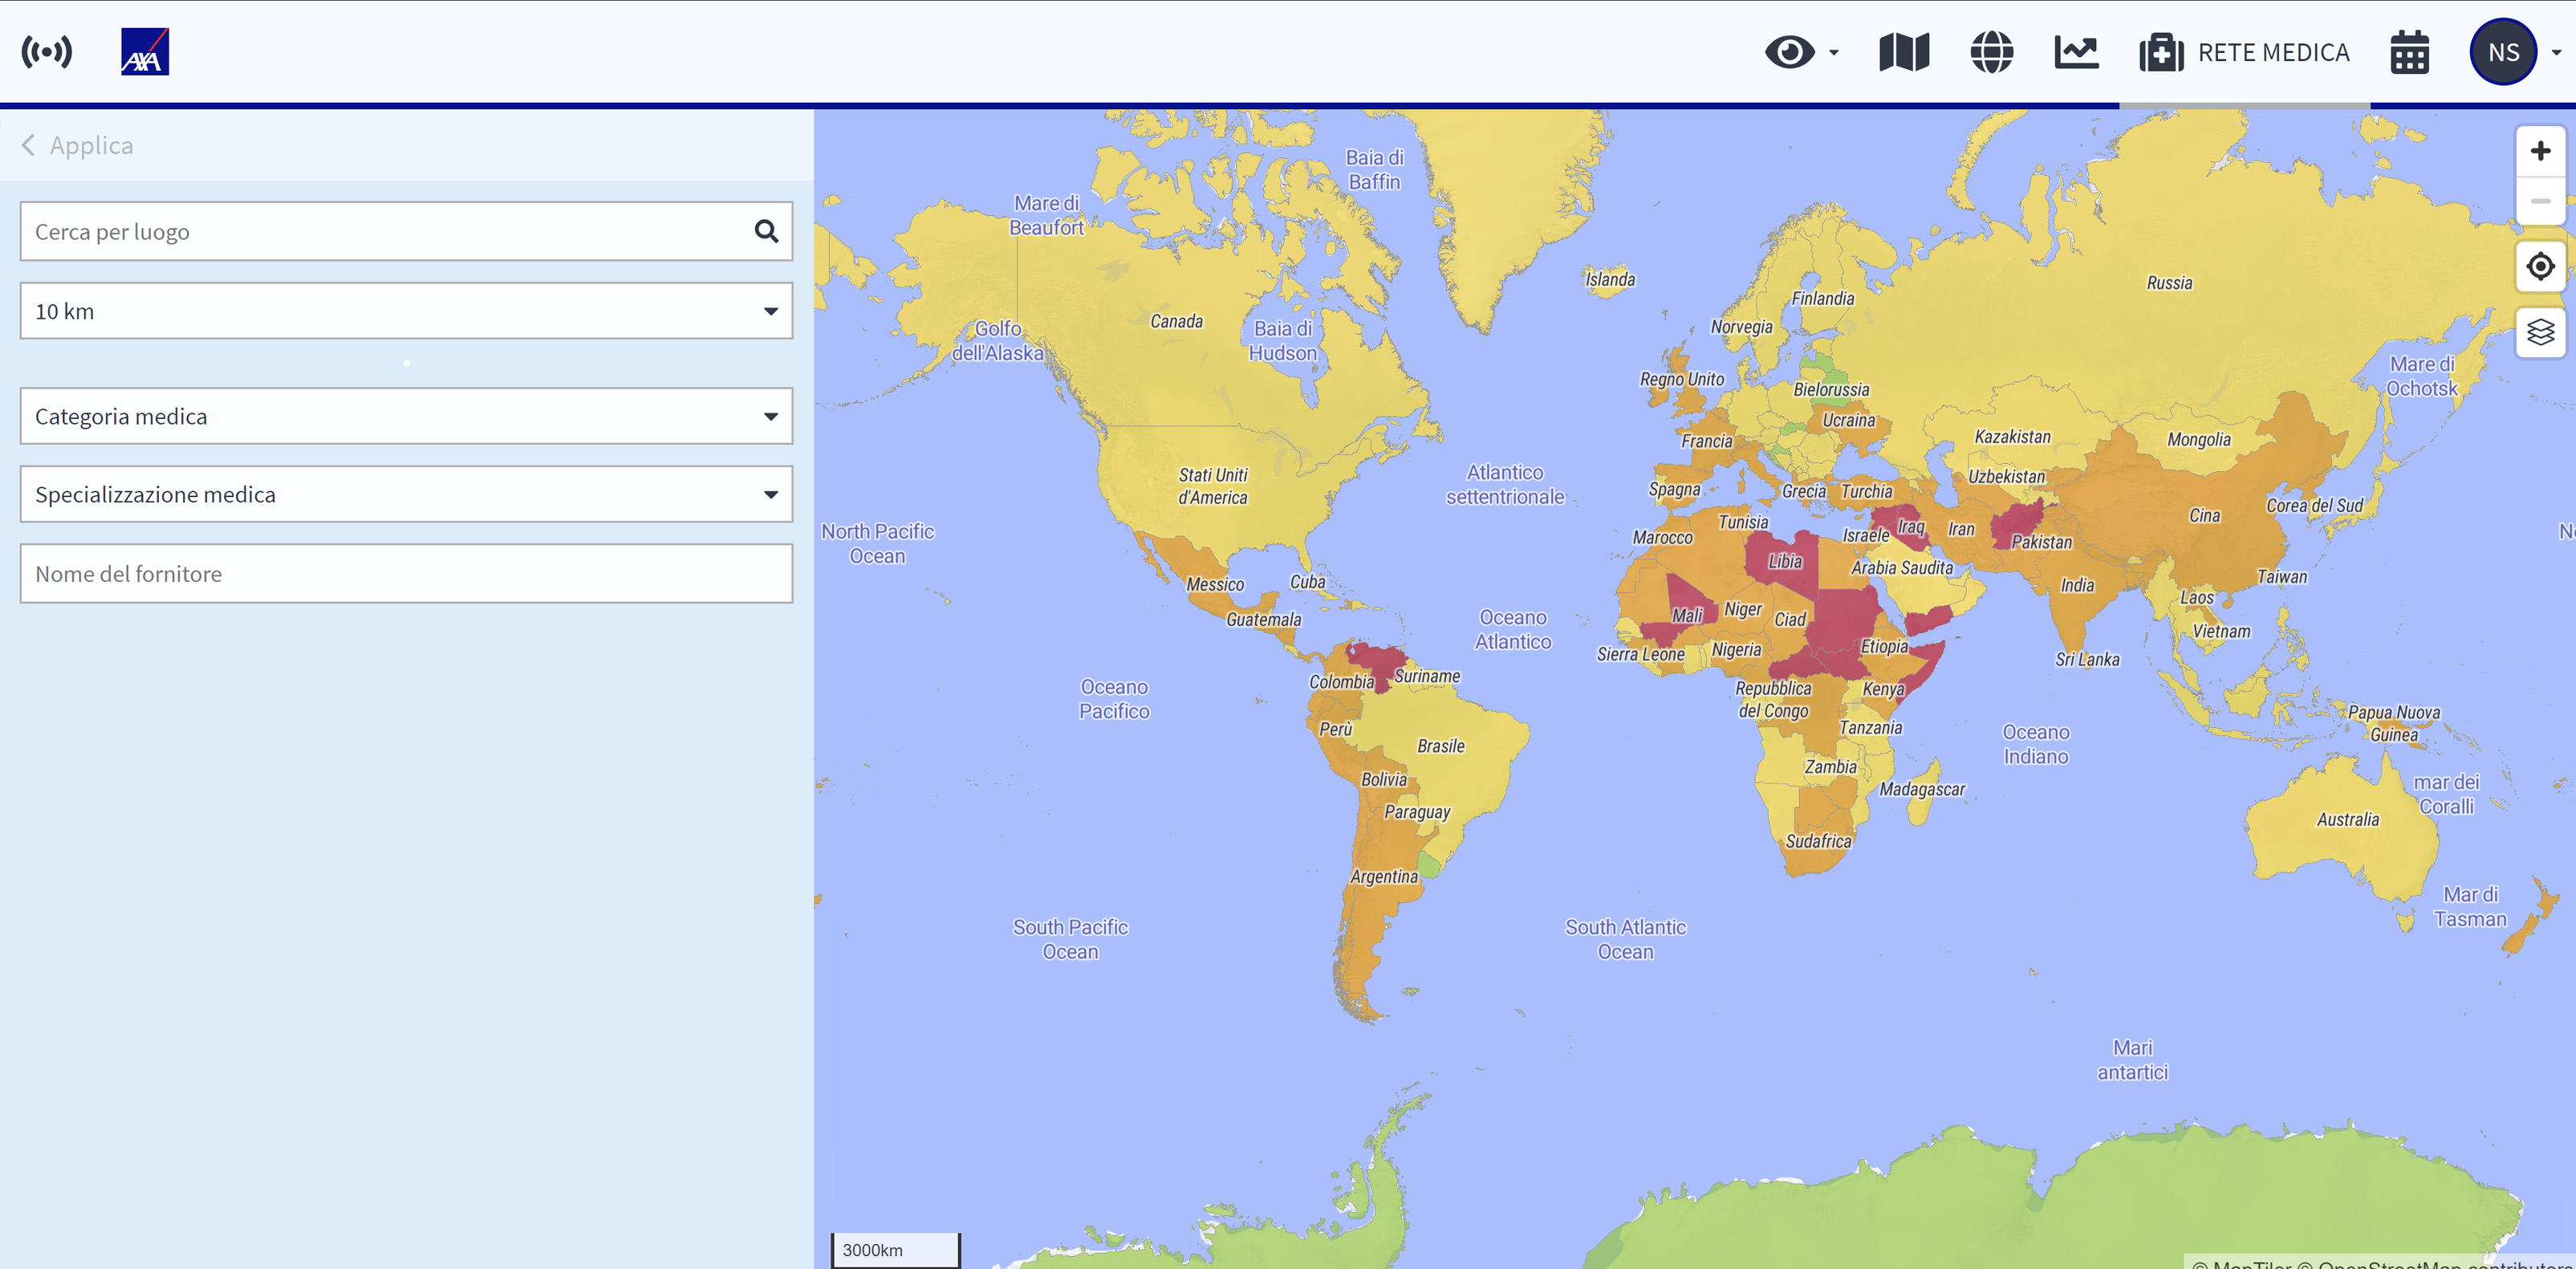 AXA
RETE MEDICA
NS
Applica
Cerca per luogo
10 km
Categoria medica
Specializzazione medica
Nome del fornitore
Baia di
Baffin
Mare di
Beaufort
Islanda
Russia
Finlandia
Canada
Golfo
dell'Alaska
Baia di
Hudson
Norvegia
Mare di
Ochotsk
Regno Unito
Bielorussia
Ucraina
Francia
Kazakistan
Mongolia
Stati Uniti
d'America
Atlantico
settentrionale
Uzbekistan
Spagna
Grecia
Turchia
Corea del Sud
Cina
North Pacific
Ocean
Tunisia
Marocco
Israele
Iraq
Iran
Pakistan
Libia
Arabia Saudita
Taiwan
Messico
Cuba
India
Laos
Guatemala
Oceano
Atlantico
Mali
Niger
Ciad
Vietnam
Sierra Leone
Nigeria
Etiopia
Sri Lanka
Colombia
Suriname
Oceano
Pacifico
Repubblica
del Congo
Kenya
Papua Nuova
Guinea
Perù
Brasile
Tanzania
Oceano
Indiano
Bolivia
Zambia
Madagascar
mar dei
Coralli
Paraguay
Australia
Sudafrica
Argentina
Mar di
Tasman
South Pacific
Ocean
South Atlantic
Ocean
Mari
antartici
3000km
© MapTiler © OpenStreetMap contributors